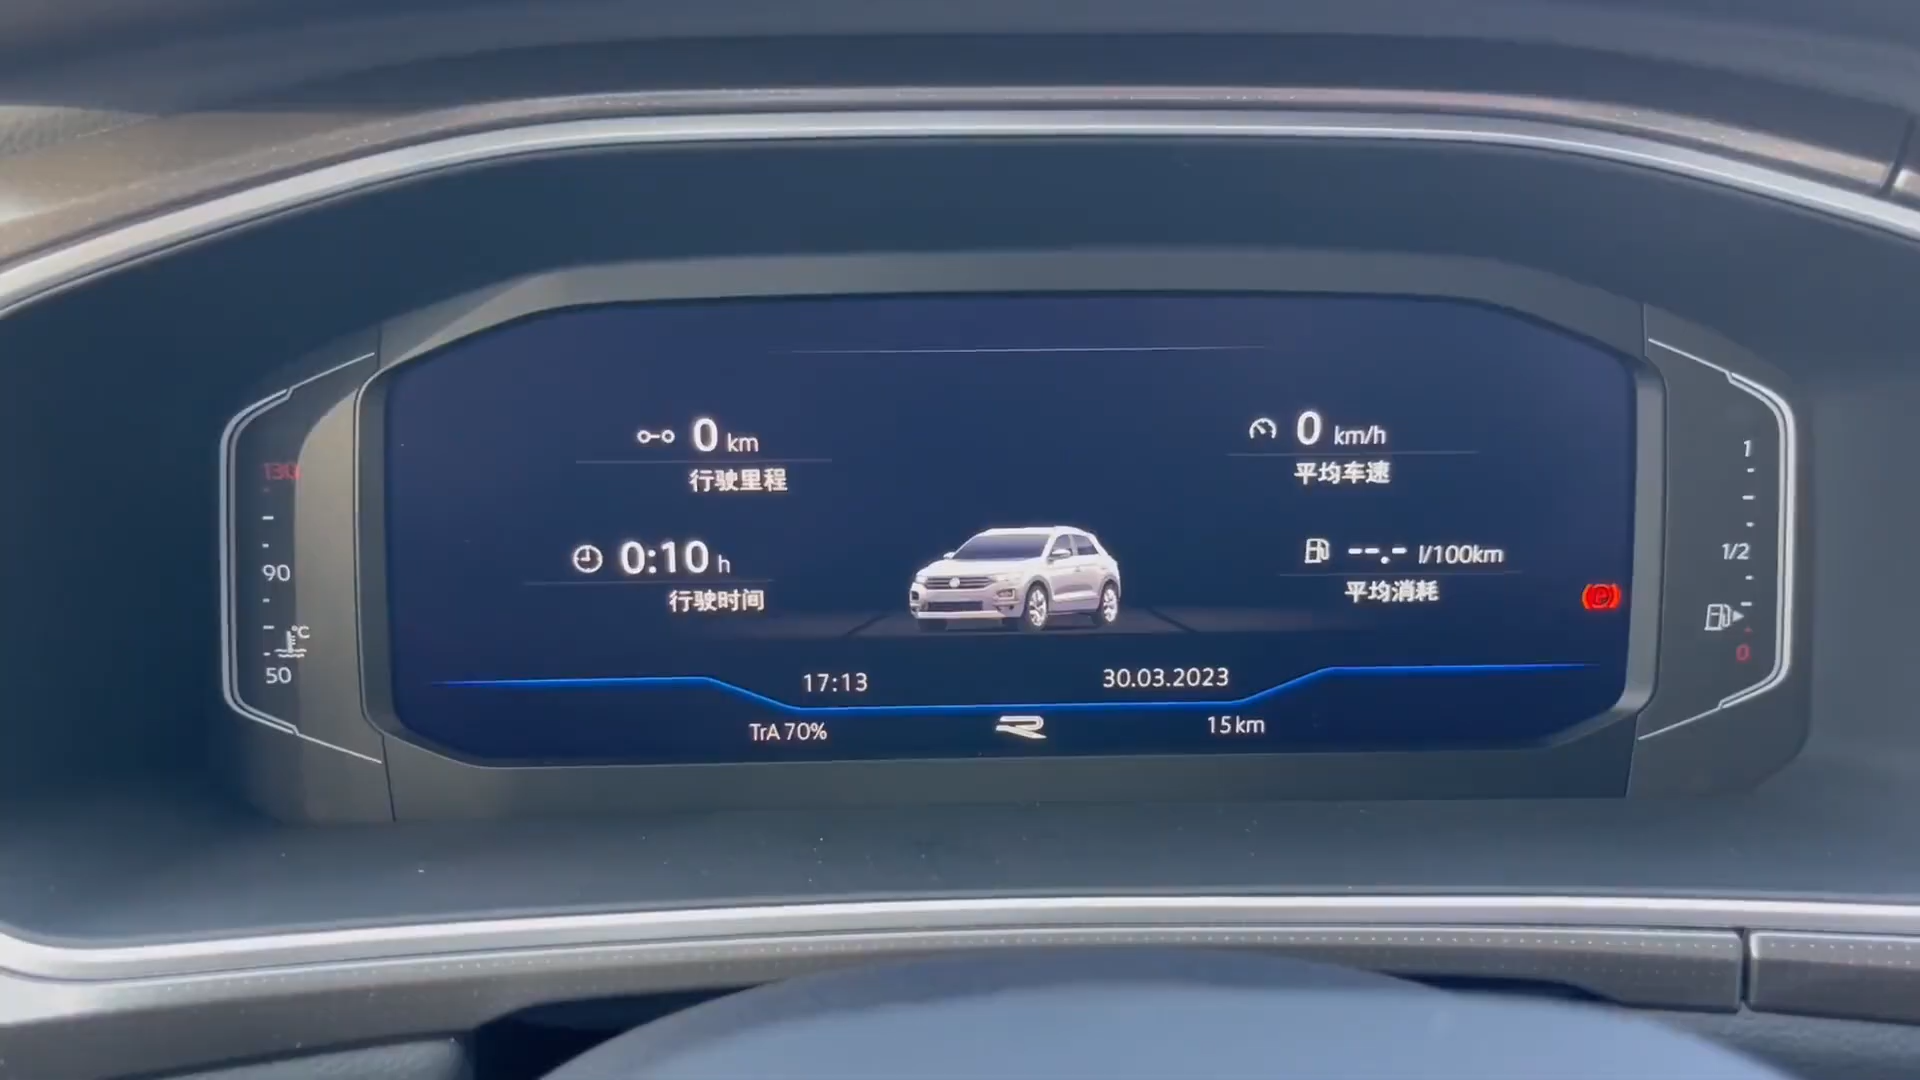 0 km
行驶里程
0 km/h
平均车速
0:10 h
行驶时间
--.- l/100km
平均消耗
130
90
°C
50
1
1/2
0
P
17:13
30.03.2023
TrA 70%
R
15 km